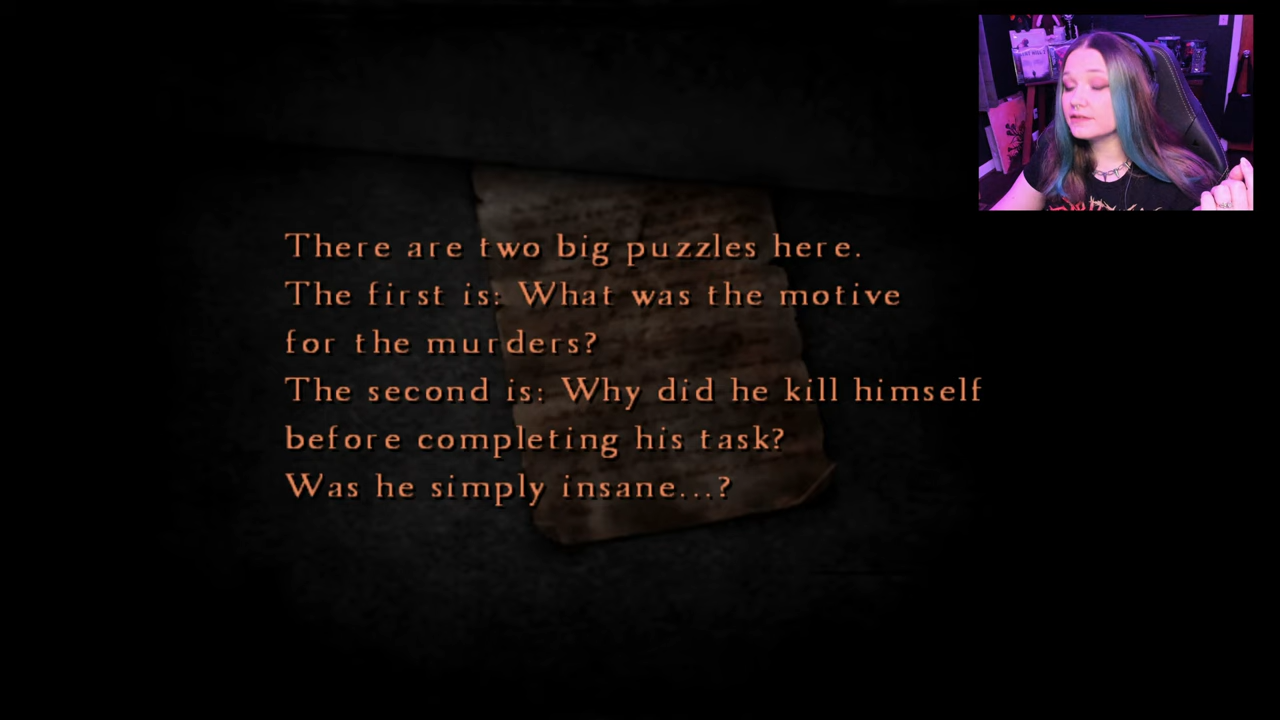 There are two big puzzles here.
The first is: What was the motive
for the murders?
The second is: Why did he kill himself
before completing his task?
Was he simply insane...?